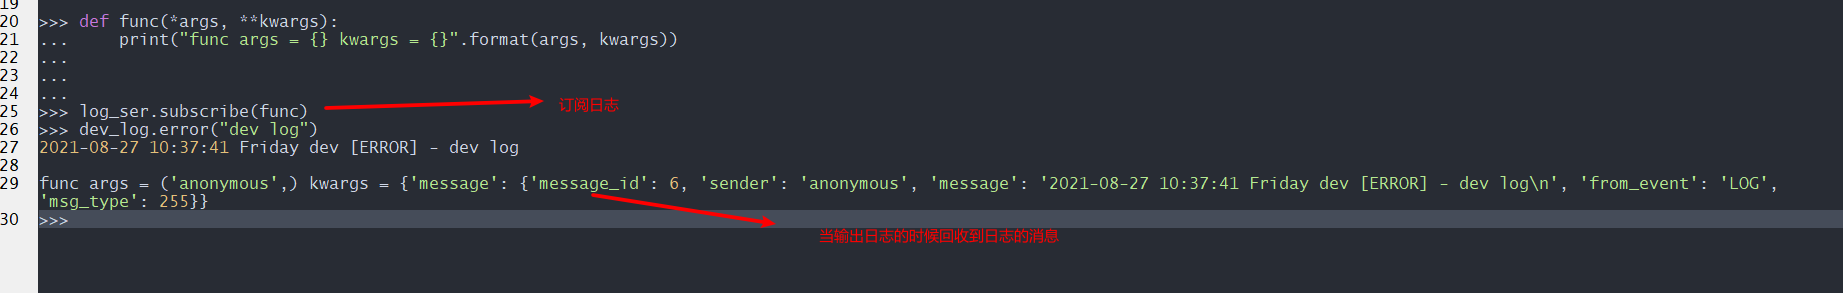 19
20 >>> def func(*args, **kwargs):
21 ...     print("func args = {} kwargs = {}".format(args, kwargs))
22 ...
23 ...
24 ...
25 >>> log_ser.subscribe(func) 订阅日志
26 >>> dev_log.error("dev log")
27 2021-08-27 10:37:41 Friday dev [ERROR] - dev log
28
29 func args = ('anonymous',) kwargs = {'message': {'message_id': 6, 'sender': 'anonymous', 'message': '2021-08-27 10:37:41 Friday dev [ERROR] - dev log\n', 'from_event': 'LOG',
'msg_type': 255}}
30 >>>
当输出日志的时候回收到日志的消息